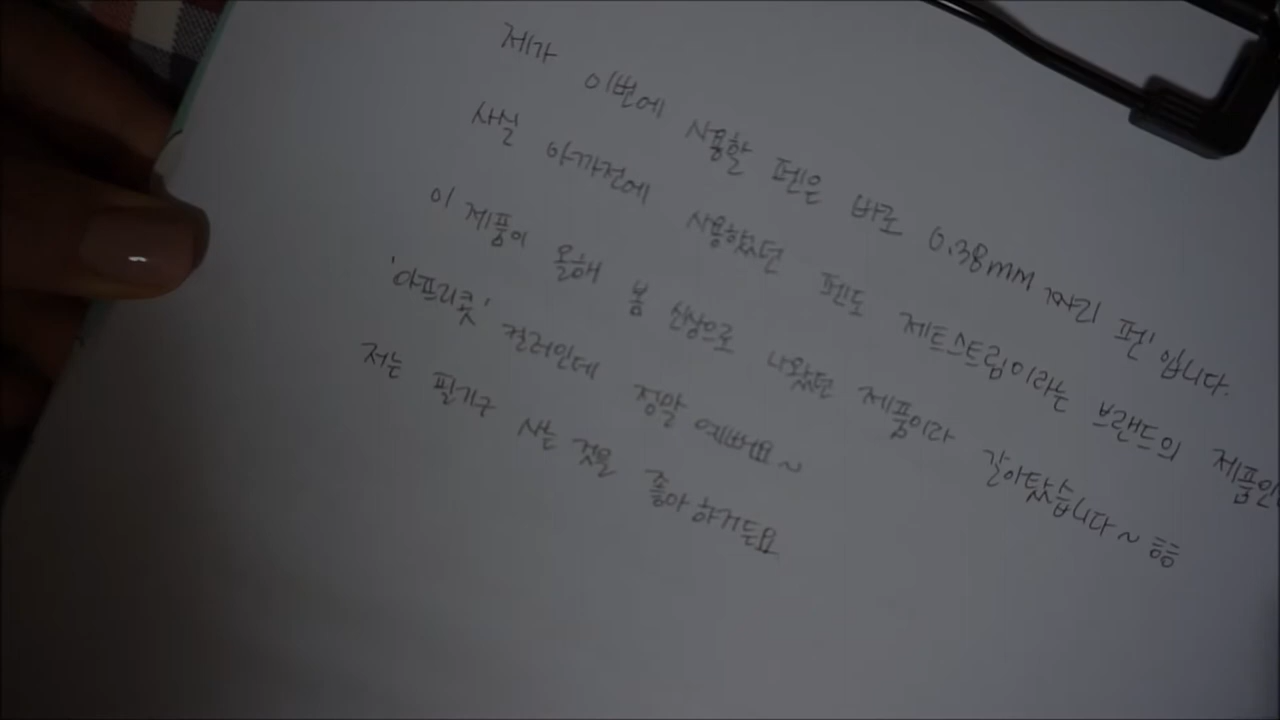 제가 이번에 사용할 펜은 바로 0.38mm 짜리 펜' 입니다.
사실 아까전에 사용했었던 펜도 제트스트림이라는 브랜드의 제품인
이 제품이 올해 봄 신상으로 나왔던 제품이라 갈아탔습니다~ 흠흠
'아프리콧' 컬러인데 정말 예뻐요~
저는 필기구 사는 것을 좋아하거든요